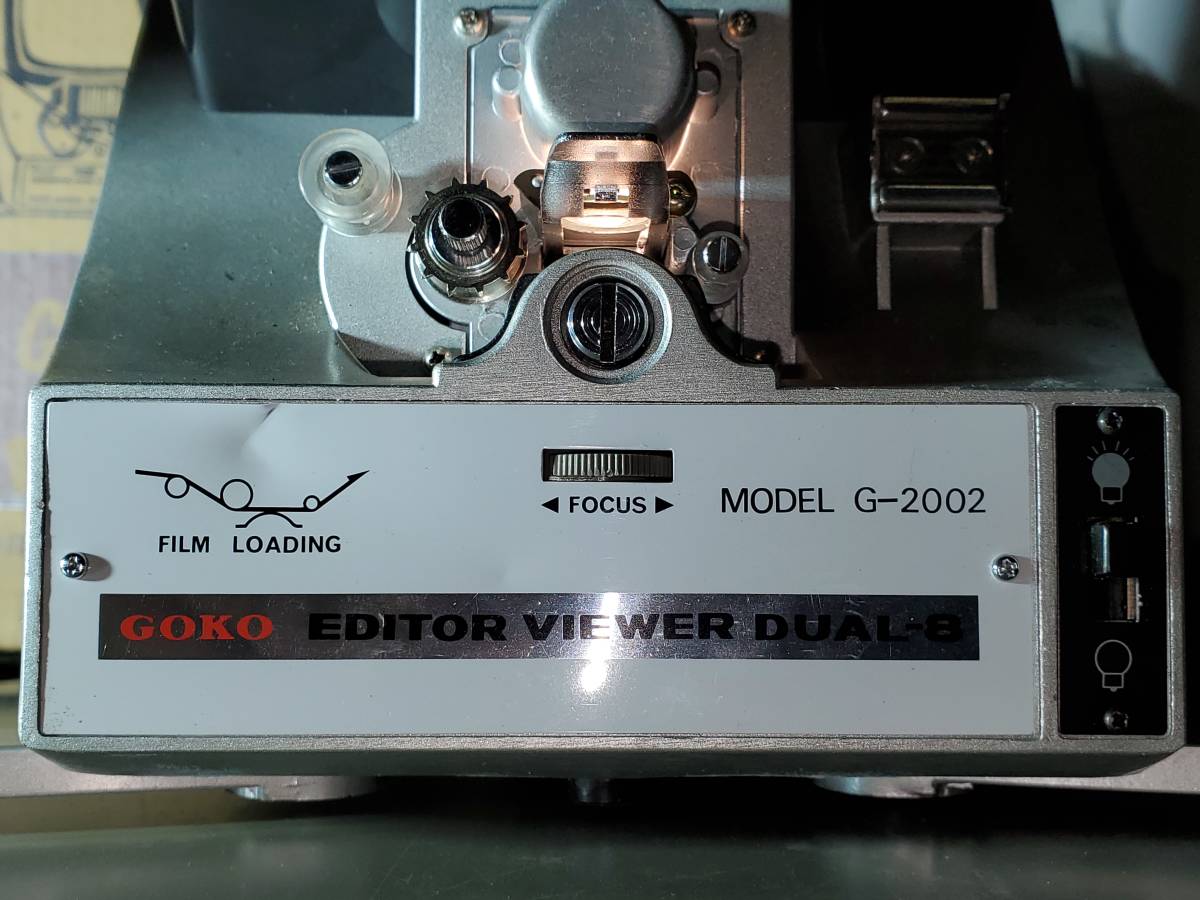 ◀ FOCUS ▶
MODEL G-2002
FILM LOADING
GOKO EDITOR VIEWER DUAL-8